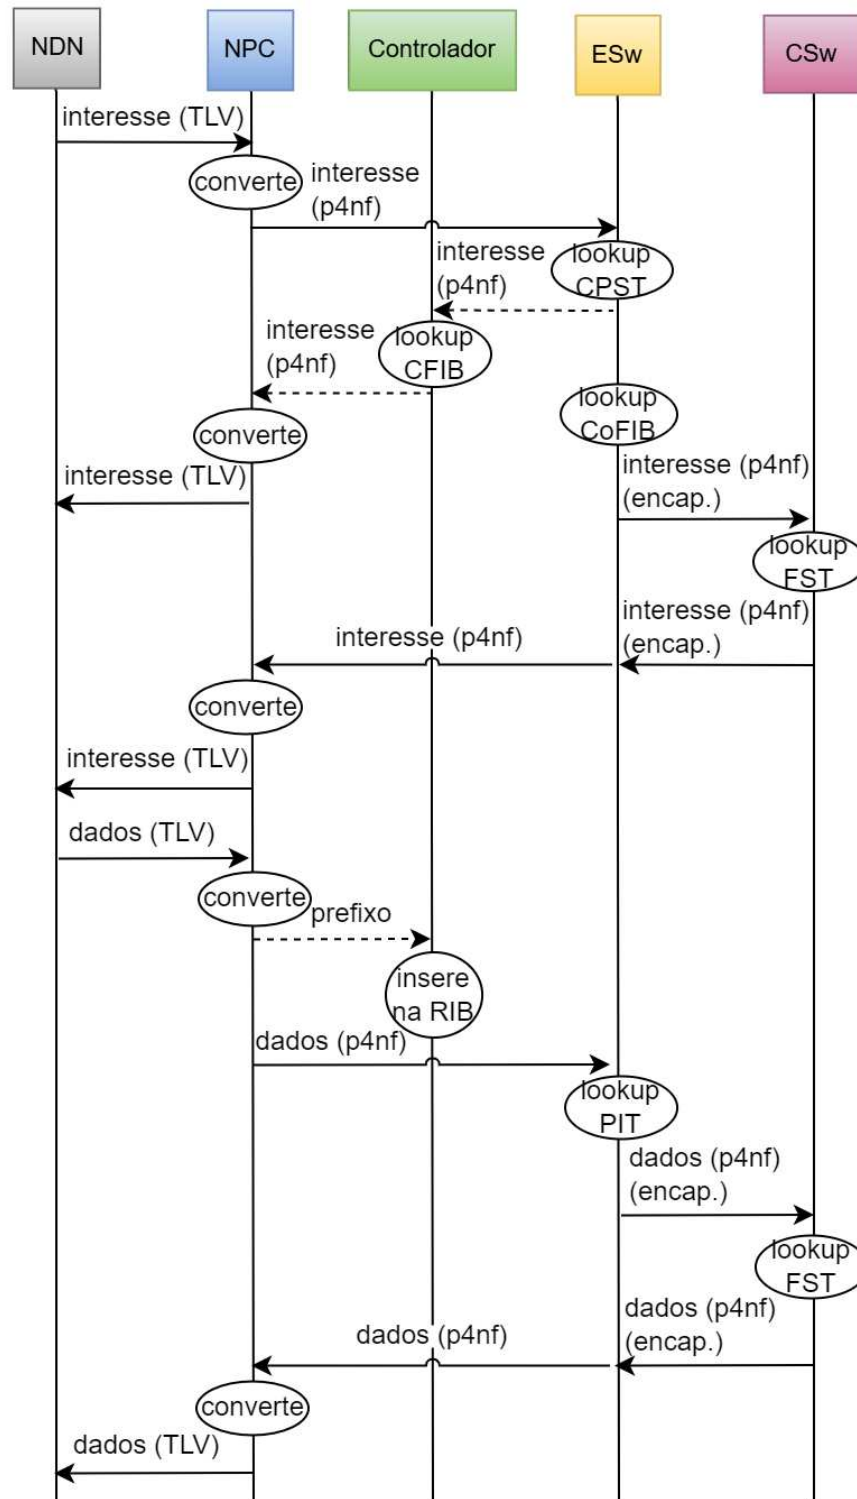 NDN
NPC
Controlador
ESw
CSw
interesse (TLV)
converte
interesse
(p4nf)
lookup
CPST
interesse
(p4nf)
lookup
CFIB
interesse
(p4nf)
converte
lookup
CoFIB
interesse (TLV)
interesse (p4nf)
(encap.)
lookup
FST
interesse (p4nf)
(encap.)
interesse (p4nf)
converte
interesse (TLV)
dados (TLV)
converte
prefixo
insere
na RIB
dados (p4nf)
lookup
PIT
dados (p4nf)
(encap.)
lookup
FST
dados (p4nf)
(encap.)
dados (p4nf)
converte
dados (TLV)